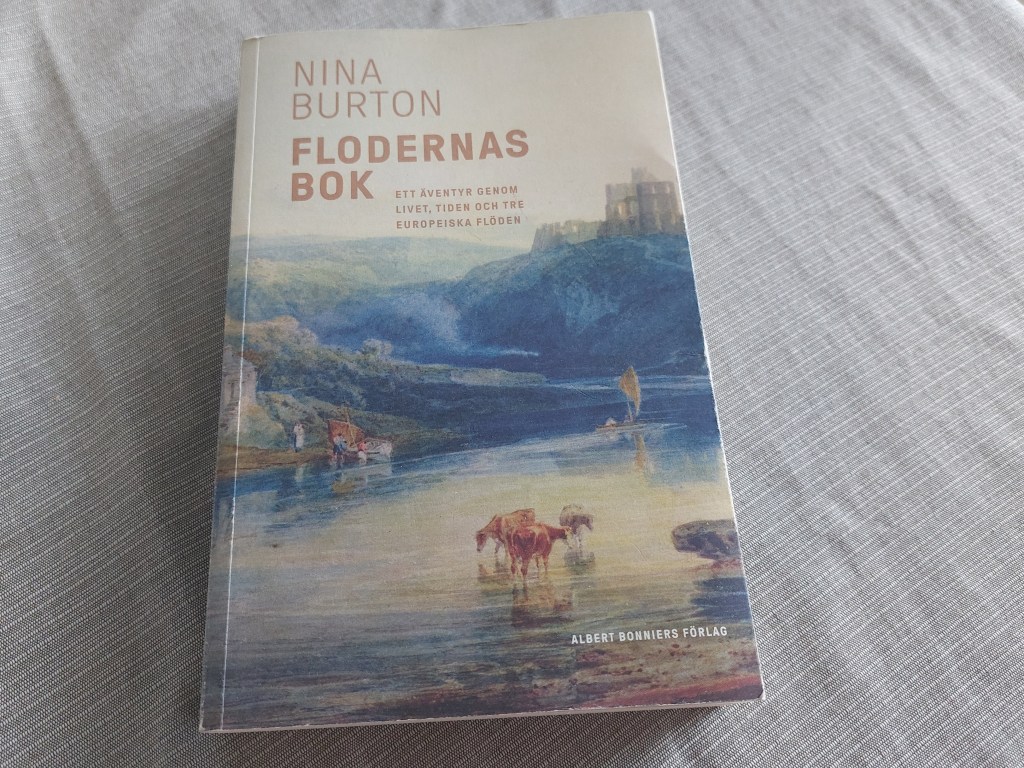 NINA
BURTON
FLODERNAS
BOK
ETT ÄVENTYR GENOM
LIVET, TIDEN OCH TRE
EUROPEISKA FLÖDEN
ALBERT BONNIERS FÖRLAG